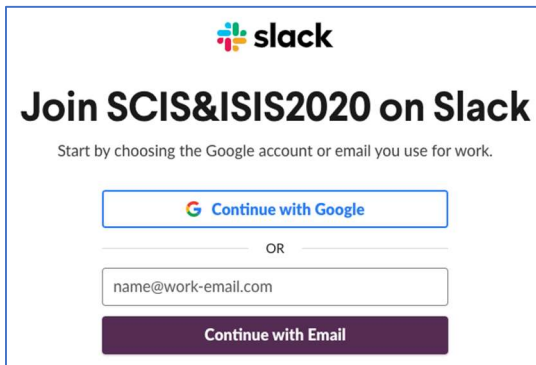 slack
Join SCIS&ISIS2020 on Slack
Start by choosing the Google account or email you use for work.
Continue with Google
OR
name@work-email.com
Continue with Email